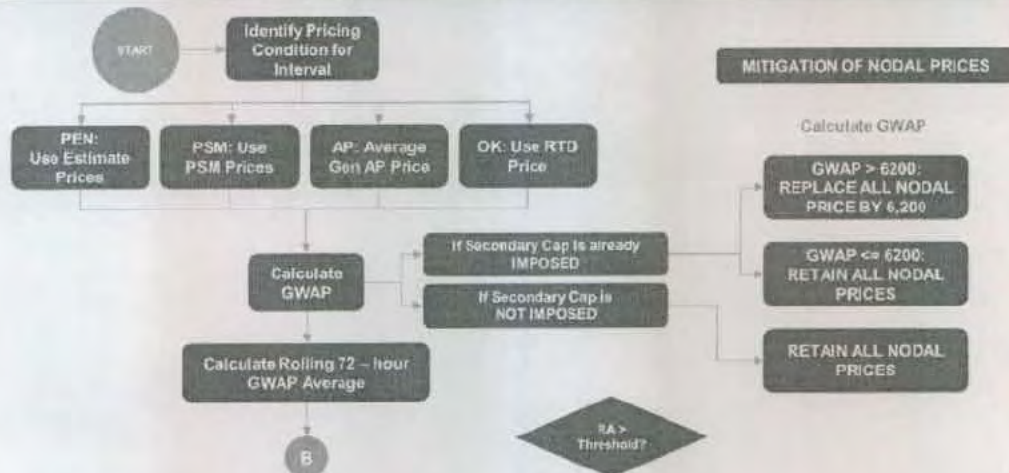 START
Identify Pricing
Condition for
Interval
MITIGATION OF NODAL PRICES
PEN:
Use Estimate
Prices
PSM: Use
PSM Prices
AP: Average
Gen AP Price
OK: Use RTD
Price
Calculate GWAP
GWAP > 6200:
REPLACE ALL NODAL
PRICE BY 6,200
Calculate
GWAP
If Secondary Cap is already
IMPOSED
GWAP <= 6200:
RETAIN ALL NODAL
PRICES
If Secondary Cap is
NOT IMPOSED
Calculate Rolling 72 – hour
GWAP Average
RETAIN ALL NODAL
PRICES
B
RA >
Threshold?